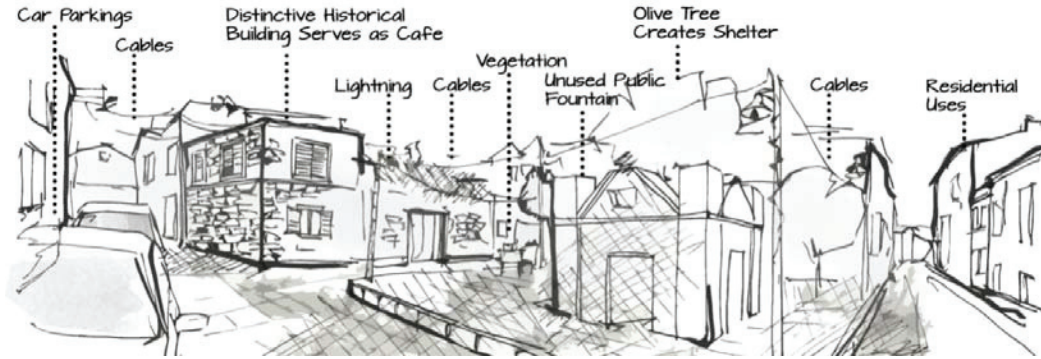 Car Parkings
Cables
Distinctive Historical
Building Serves as Cafe
Lightning
Cables
Vegetation
Unused Public
Fountain
Olive Tree
Creates Shelter
Cables
Residential
Uses